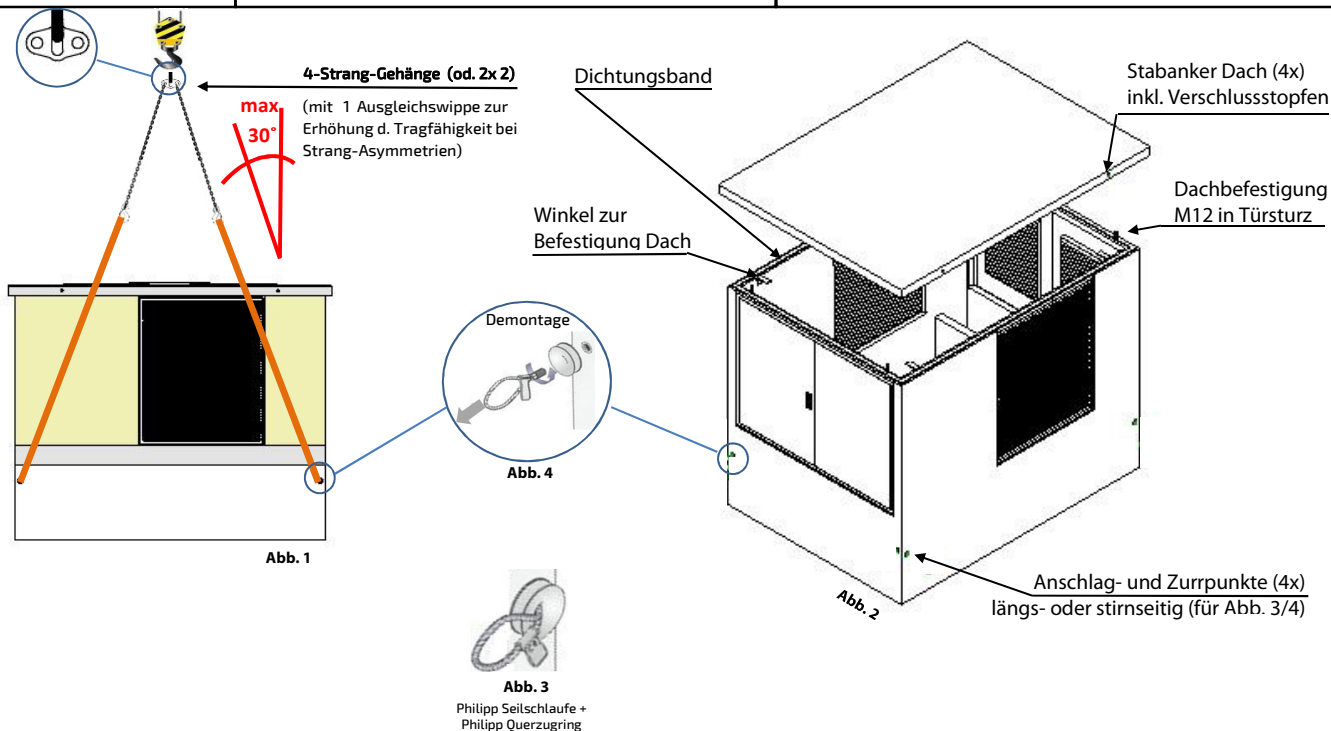 4-Strang-Gehänge (od. 2x 2)
(mit 1 Ausgleichswippe zur
Erhöhung d. Tragfähigkeit bei
Strang-Asymmetrien)
max
30°
Abb. 1
Demontage
Abb. 4
Abb. 3
Philipp Seilschlaufe +
Philipp Querzugring
Dichtungsband
Winkel zur
Befestigung Dach
Stabanker Dach (4x)
inkl. Verschlussstopfen
Dachbefestigung
M12 in Türsturz
Anschlag- und Zurrpunkte (4x)
längs- oder stirnseitig (für Abb. 3/4)
Abb. 2